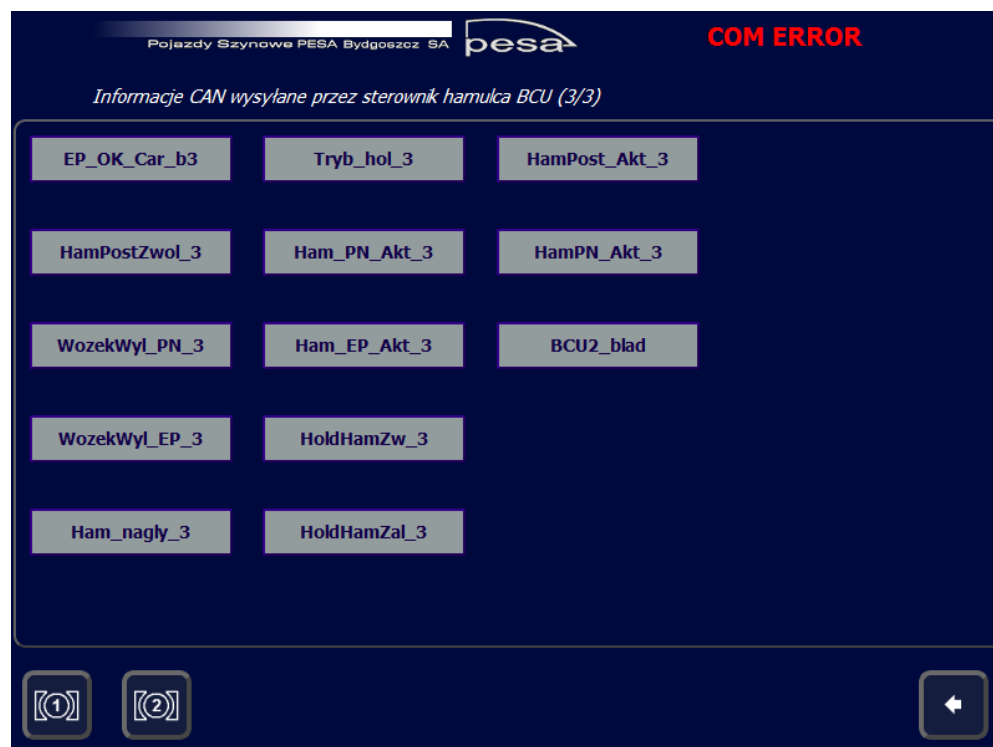 Pojazdy Szynowe PESA Bydgoszcz SA pesa COM ERROR
Informacje CAN wysyłane przez sterownik hamulca BCU (3/3)
EP_OK_Car_b3 Tryb_hol_3 HamPost_Akt_3
HamPostZwol_3 Ham_PN_Akt_3 HamPN_Akt_3
WozekWyl_PN_3 Ham_EP_Akt_3 BCU2_blad
WozekWyl_EP_3 HoldHamZw_3
Ham_nagly_3 HoldHamZal_3
1 2